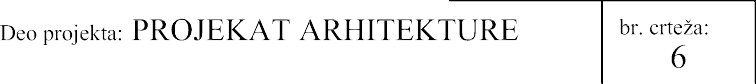 Deo projekta: PROJEKAT ARHITEKTURE
br. crteža:
6